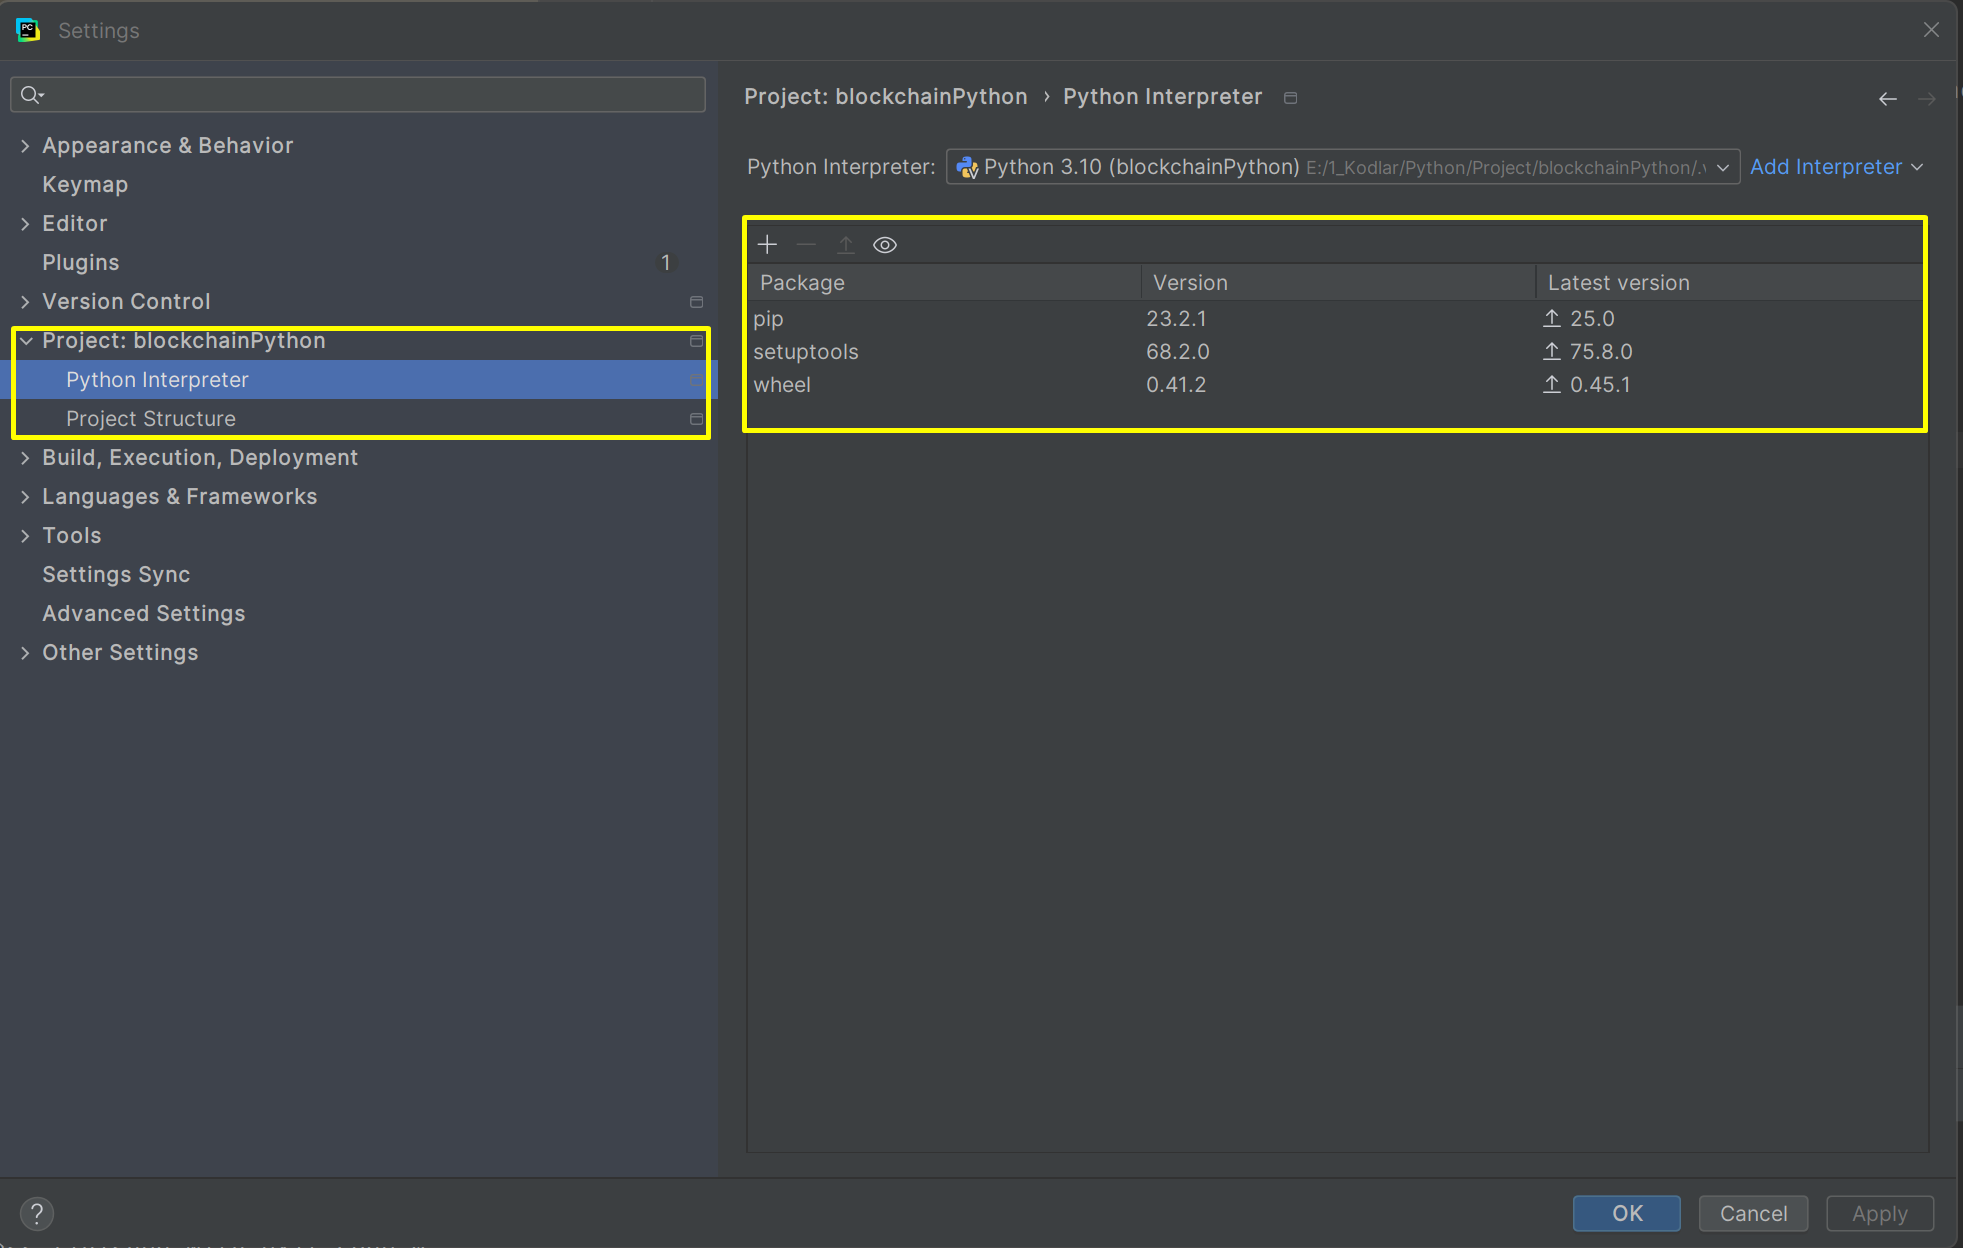 Settings
Appearance & Behavior
Keymap
Editor
Plugins 1
Version Control
Project: blockchainPython
Python Interpreter
Project Structure
Build, Execution, Deployment
Languages & Frameworks
Tools
Settings Sync
Advanced Settings
Other Settings
Project: blockchainPython › Python Interpreter
Python Interpreter: Python 3.10 (blockchainPython) E:/1_Kodlar/Python/Project/blockchainPython/. Add Interpreter
Package Version Latest version
pip 23.2.1 25.0
setuptools 68.2.0 75.8.0
wheel 0.41.2 0.45.1
? OK Cancel Apply